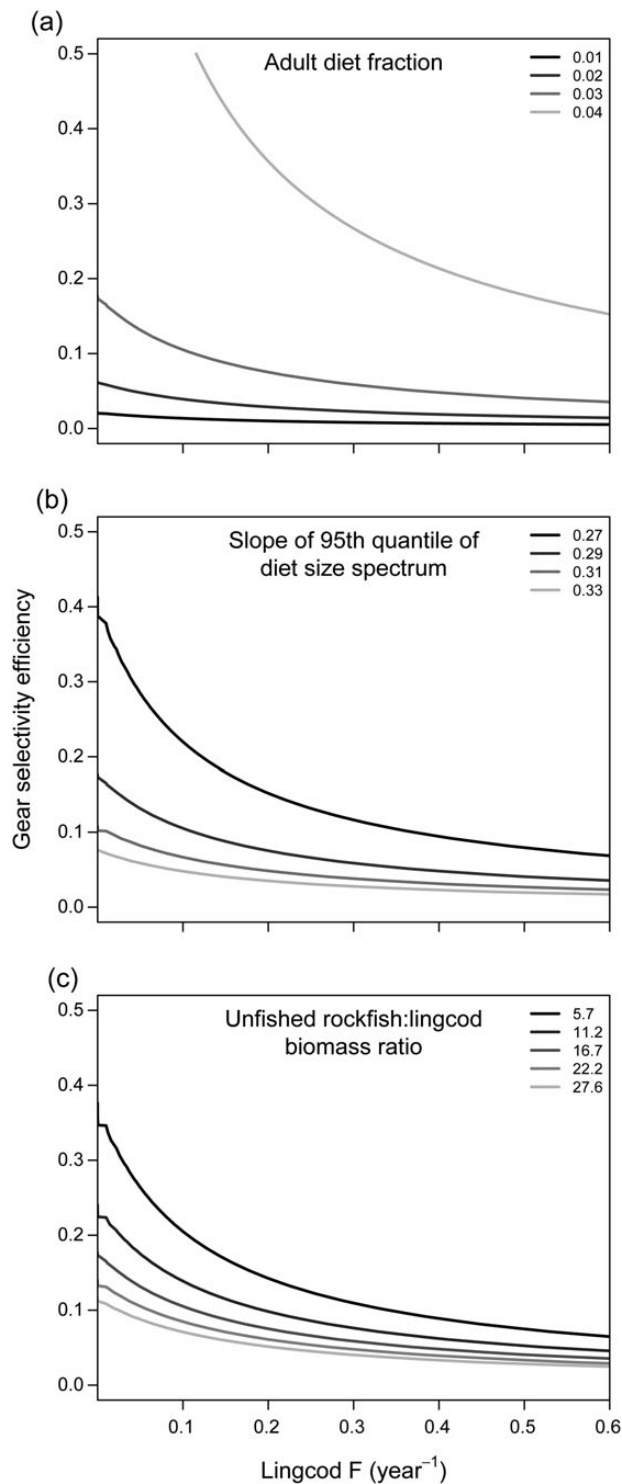 (a)
Adult diet fraction
0.01
0.02
0.03
0.04
0.5
0.4
0.3
0.2
0.1
0.0
(b)
Slope of 95th quantile of
diet size spectrum
0.27
0.29
0.31
0.33
0.5
0.4
0.3
0.2
0.1
0.0
Gear selectivity efficiency
(c)
Unfished rockfish:lingcod
biomass ratio
5.7
11.2
16.7
22.2
27.6
0.5
0.4
0.3
0.2
0.1
0.0
0.1 0.2 0.3 0.4 0.5 0.6
Lingcod F (year⁻¹)